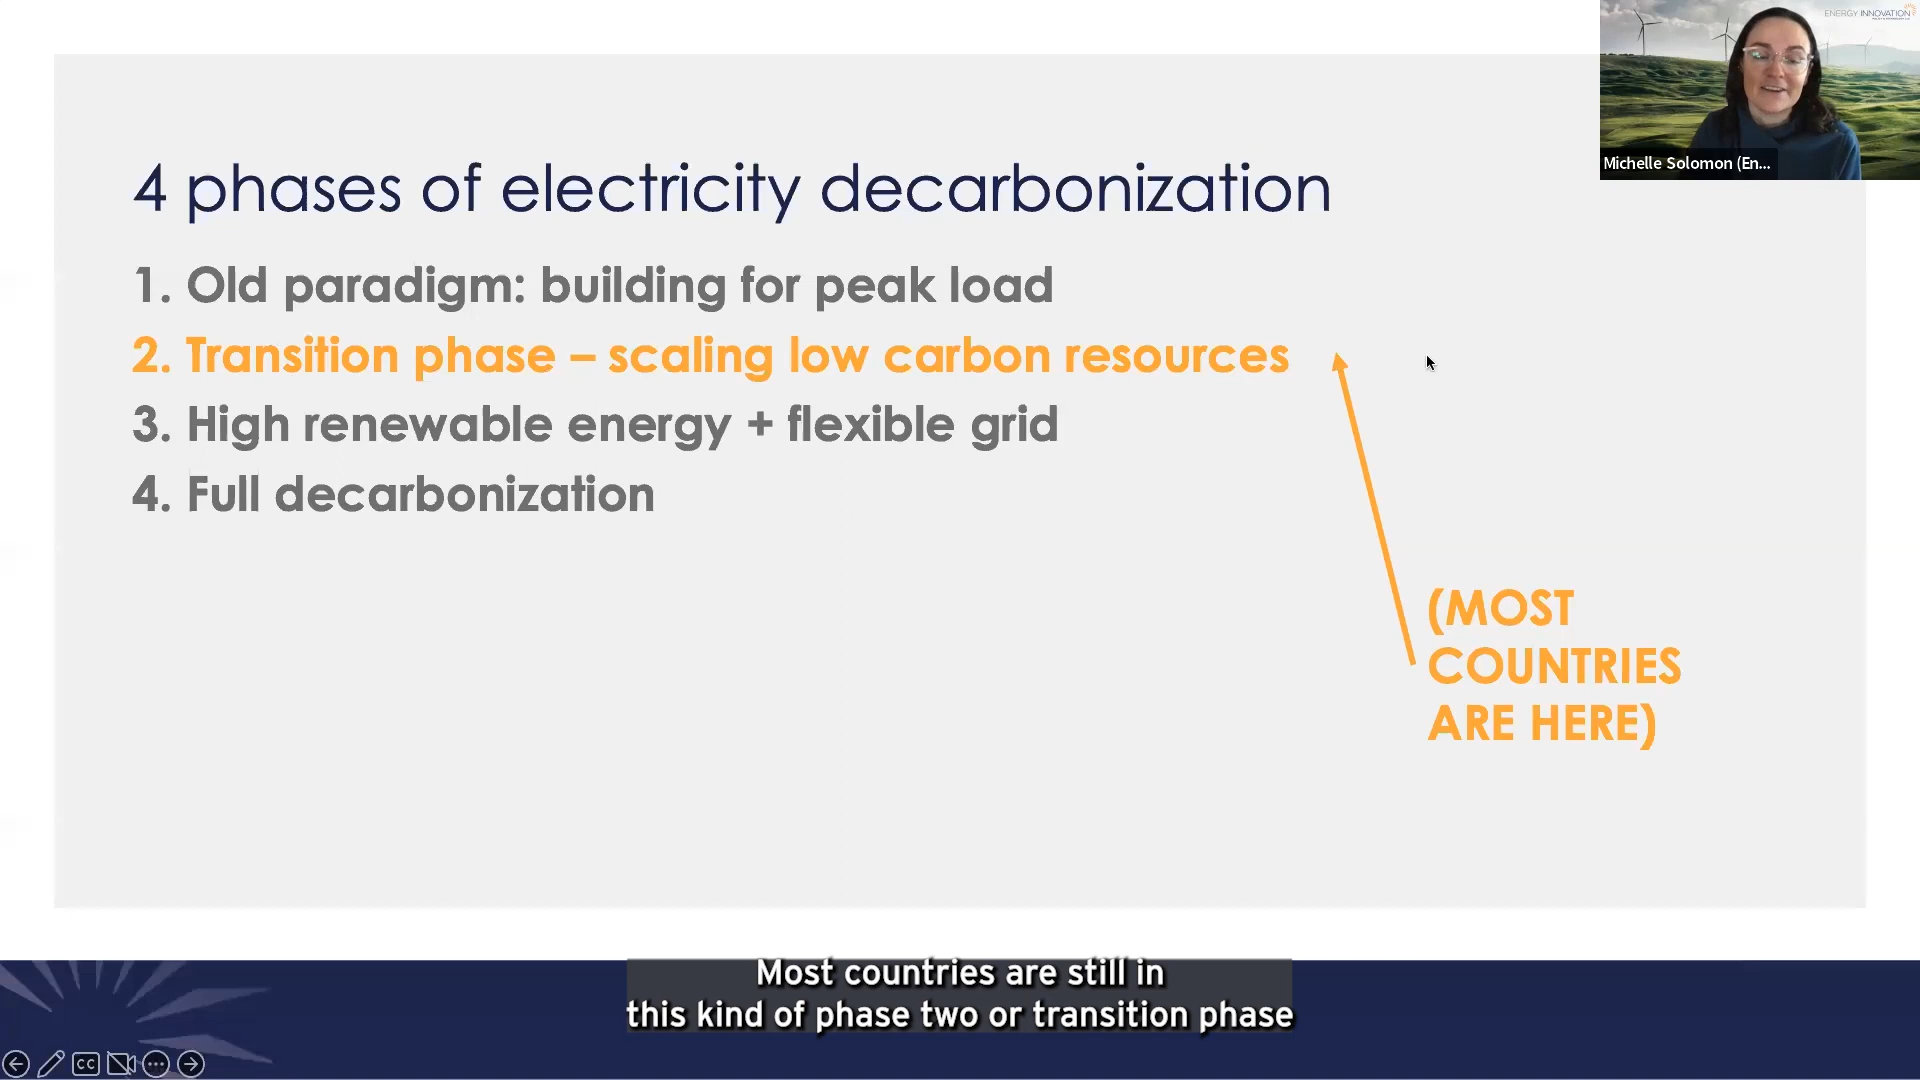 ENERGY INNOVATION
Michelle Solomon (En...
4 phases of electricity decarbonization
1. Old paradigm: building for peak load
2. Transition phase – scaling low carbon resources
3. High renewable energy + flexible grid
4. Full decarbonization
(MOST
COUNTRIES
ARE HERE)
Most countries are still in
this kind of phase two or transition phase
CC